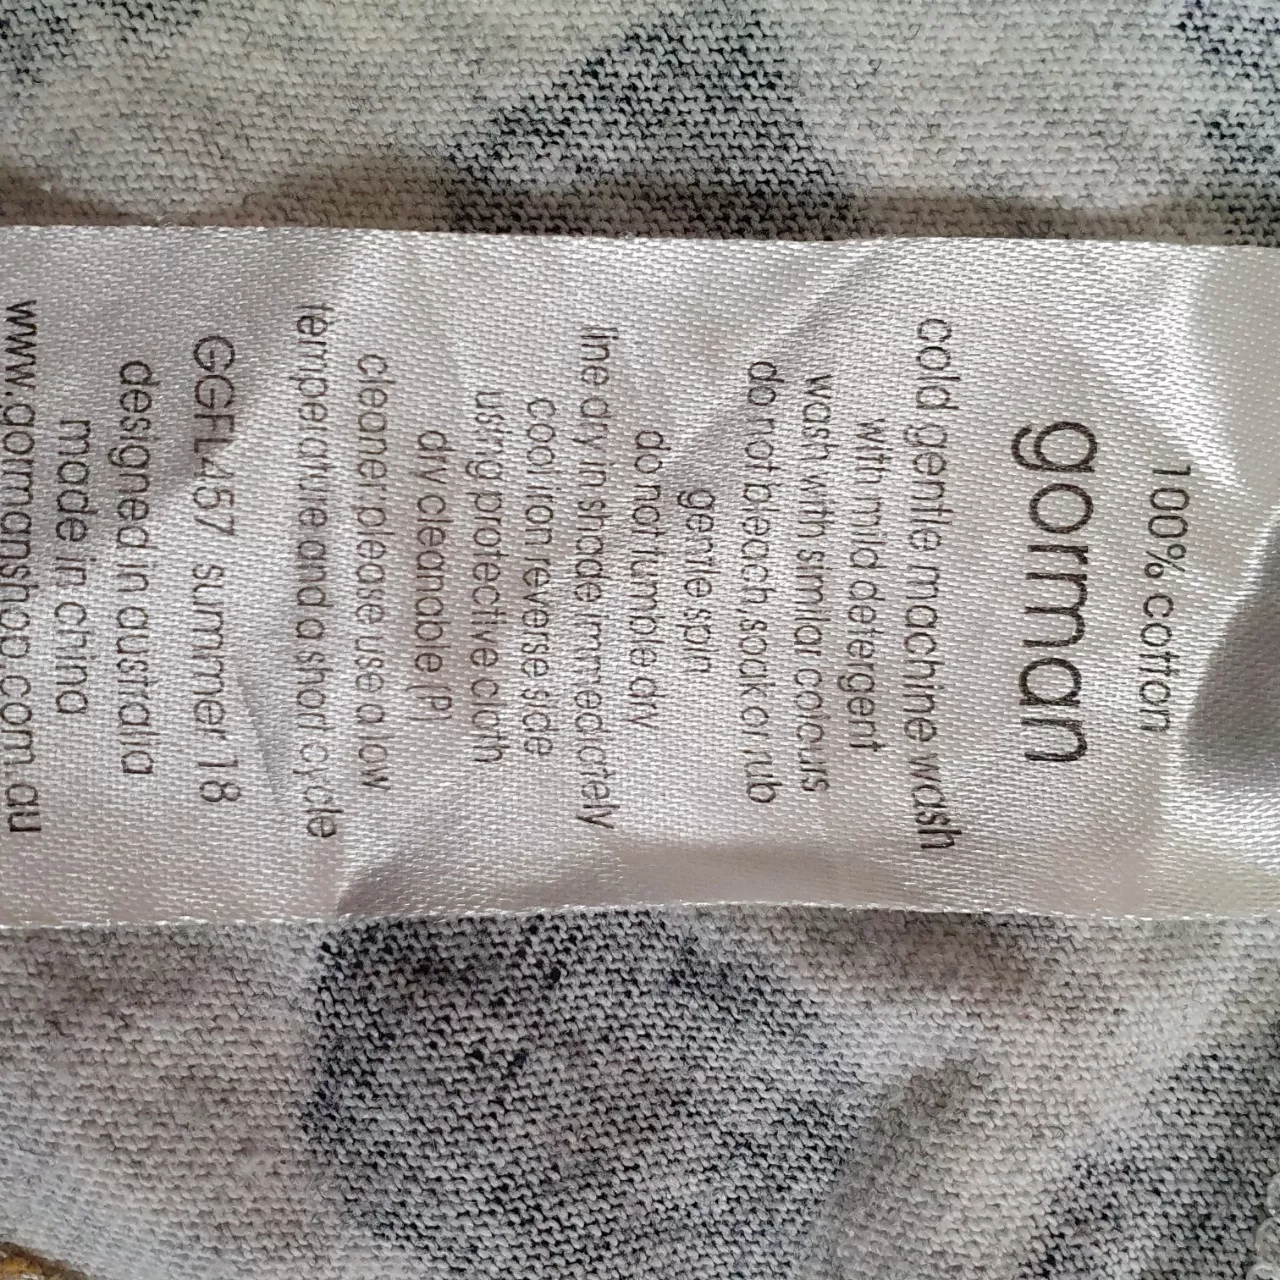 100% cotton
gorman
cold gentle machine wash
with mild detergent
wash with similar colours
do not bleach, soak or rub
gentle spin
do not tumble dry
line dry in shade immediately
cool iron reverse side
using protective cloth
dry cleanable (P)
cleaner please use a low
temperature and a short cycle
GGFL457 summer 18
designed in australia
made in china
www.gormanshop.com.au